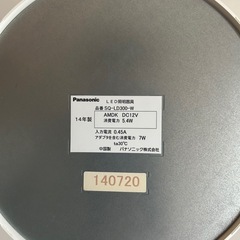 Panasonic LED照明器具
品番 SQ-LD300-W
14年製
AMDK DC12V
消費電力 5.4W
入力電流 0.45A
アダプタを含む消費電力 7W
ta30℃
中国製 パナソニック株式会社
140720